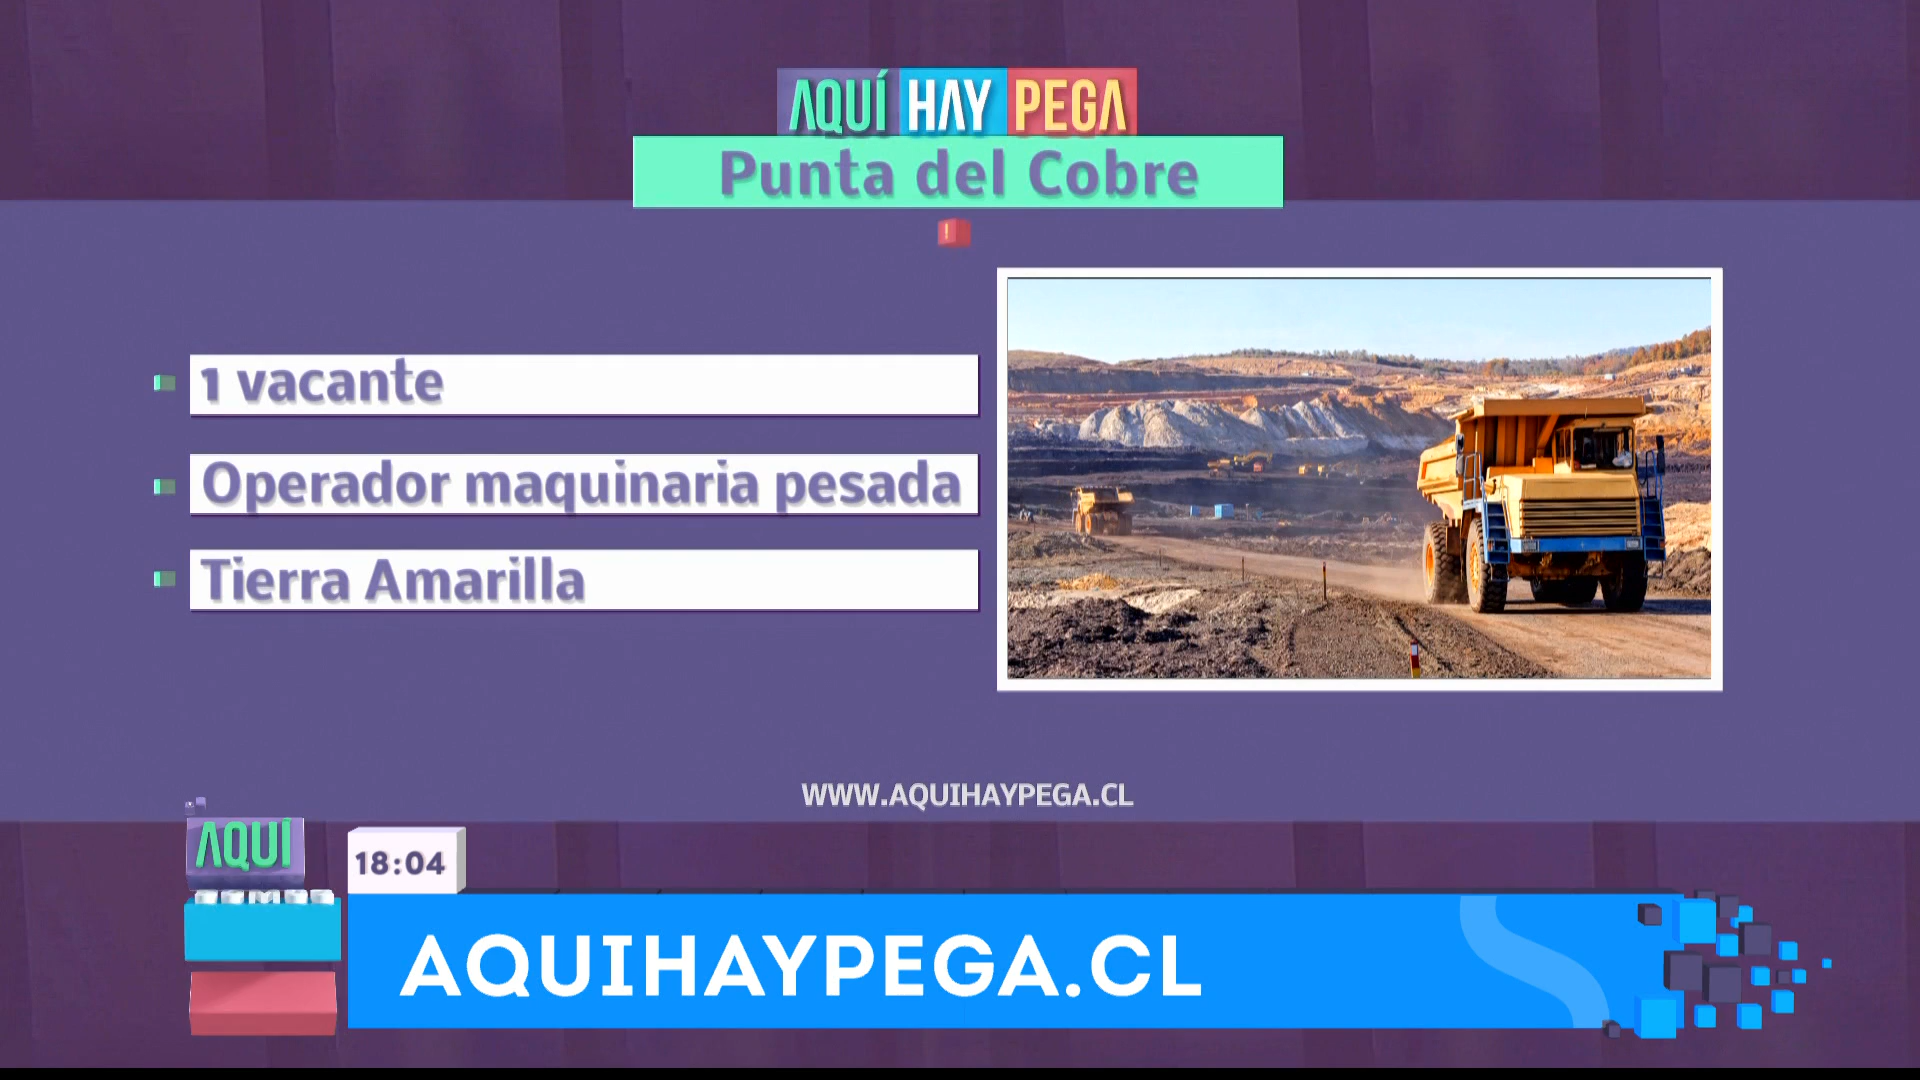 AQUÍ HAY PEGA
Punta del Cobre
1 vacante
Operador maquinaria pesada
Tierra Amarilla
WWW.AQUIHAYPEGA.CL
AQUÍ
18:04
AQUIHAYPEGA.CL